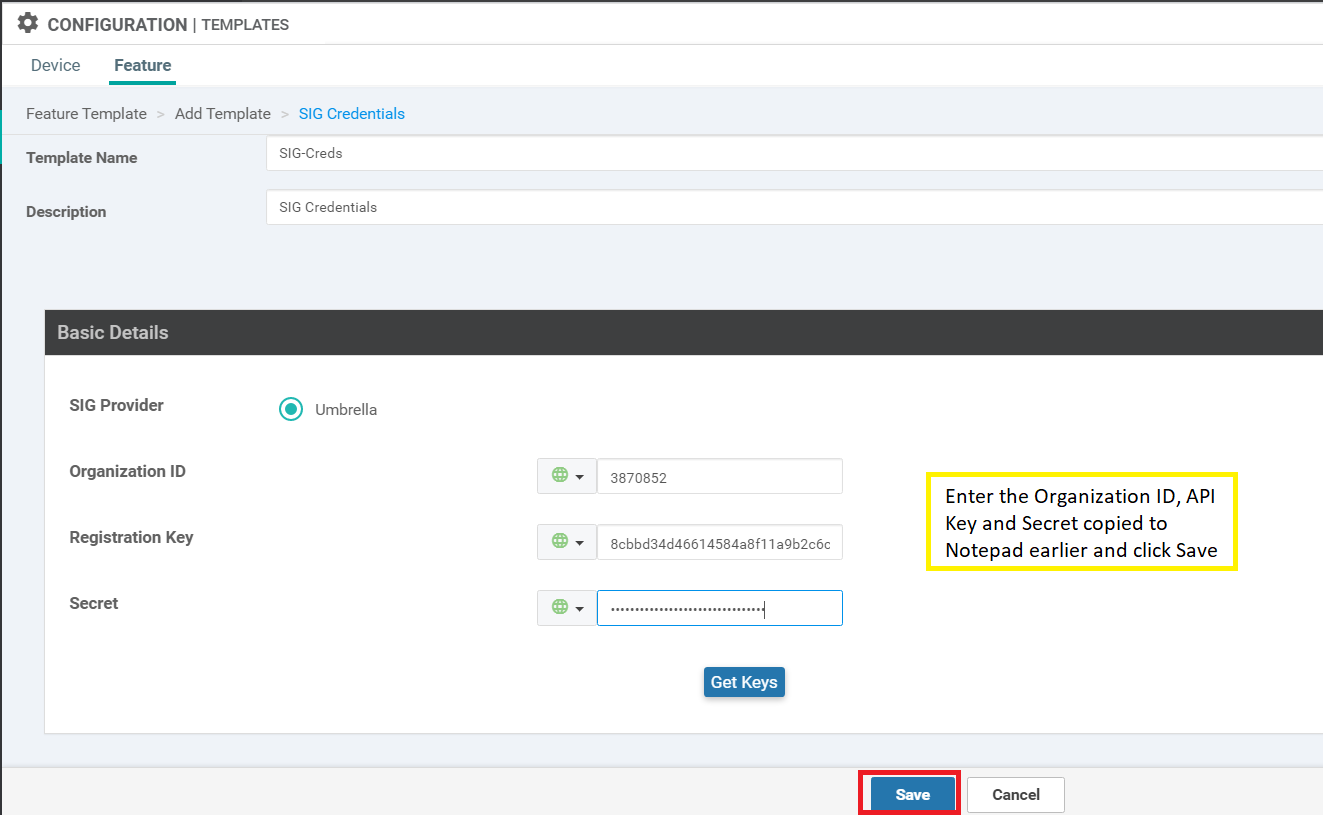 CONFIGURATION | TEMPLATES
Device Feature
Feature Template > Add Template > SIG Credentials
Template Name SIG-Creds
Description SIG Credentials
Basic Details
SIG Provider Umbrella
Organization ID 3870852
Registration Key 8cbbd34d46614584a8f11a9b2c6c
Secret ••••••••••••••••••••••••••••••••
Enter the Organization ID, API
Key and Secret copied to
Notepad earlier and click Save
Get Keys
Save Cancel